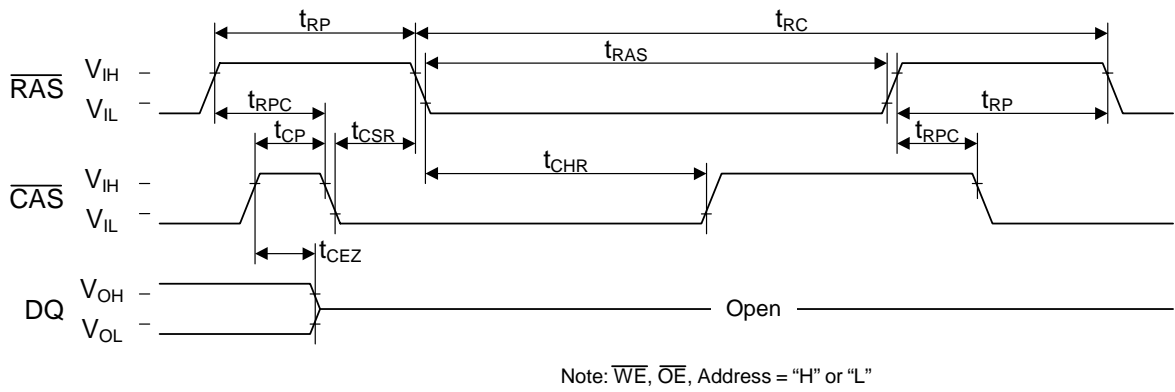 tRP
tRC
tRAS
RAS
VIH
VIL
tRPC
tRP
tCP
tCSR
tRPC
tCHR
CAS
VIH
VIL
tCEZ
DQ
VOH
VOL
Open
Note: WE, OE, Address = “H” or “L”